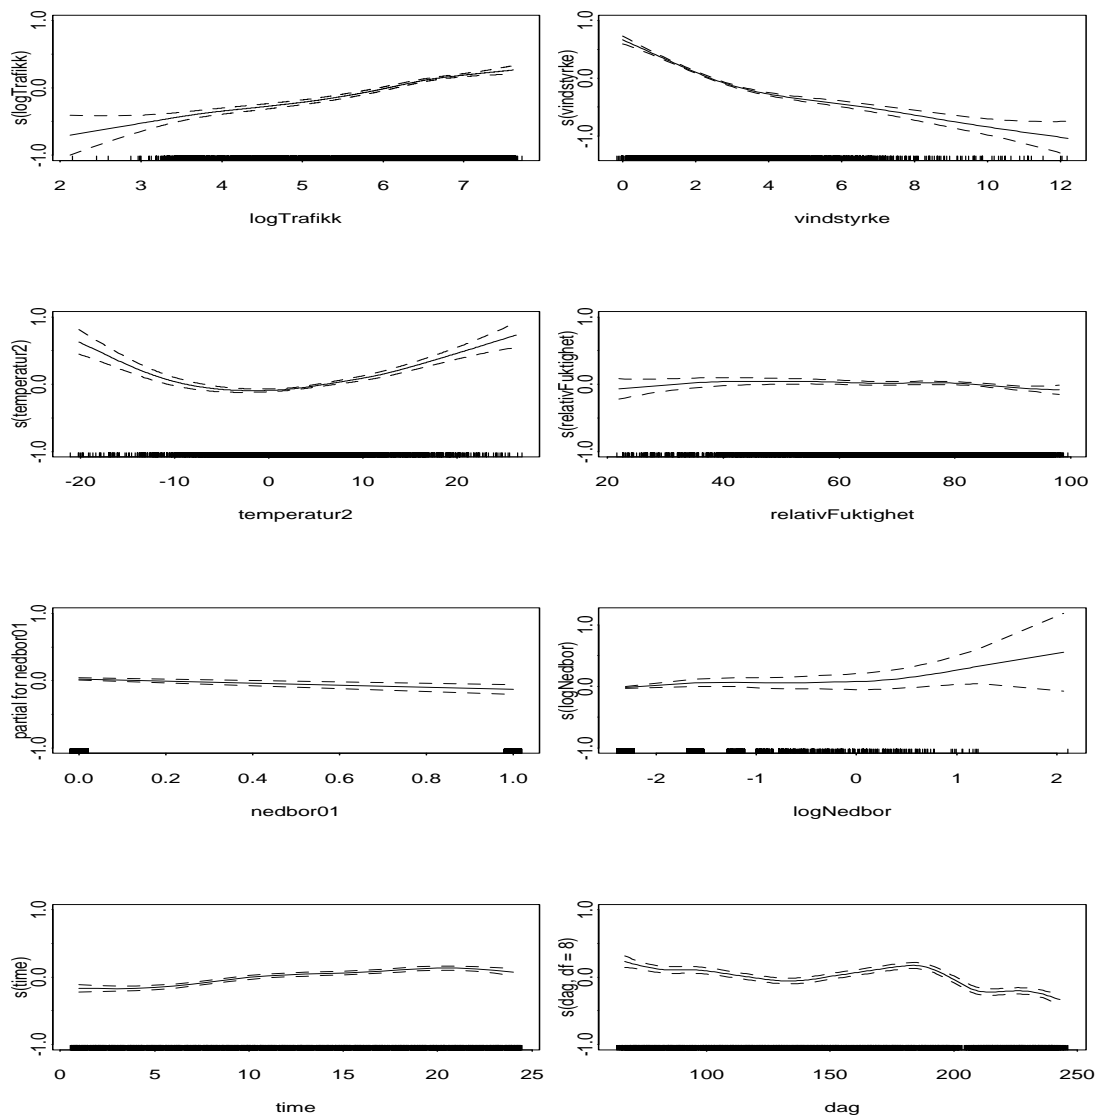 s(logTrafikk)
1.0
0.0
-1.0
2 3 4 5 6 7
logTrafikk
s(vindstyrke)
1.0
0.0
-1.0
0 2 4 6 8 10 12
vindstyrke
s(temperatur2)
1.0
0.0
-1.0
-20 -10 0 10 20
temperatur2
s(relativFuktighet)
1.0
0.0
-1.0
20 40 60 80 100
relativFuktighet
partial for nedbor01
1.0
0.0
-1.0
0.0 0.2 0.4 0.6 0.8 1.0
nedbor01
s(logNedbor)
1.0
0.0
-1.0
-2 -1 0 1 2
logNedbor
s(time)
1.0
0.0
-1.0
0 5 10 15 20 25
time
s(dag, df = 8)
1.0
0.0
-1.0
100 150 200 250
dag